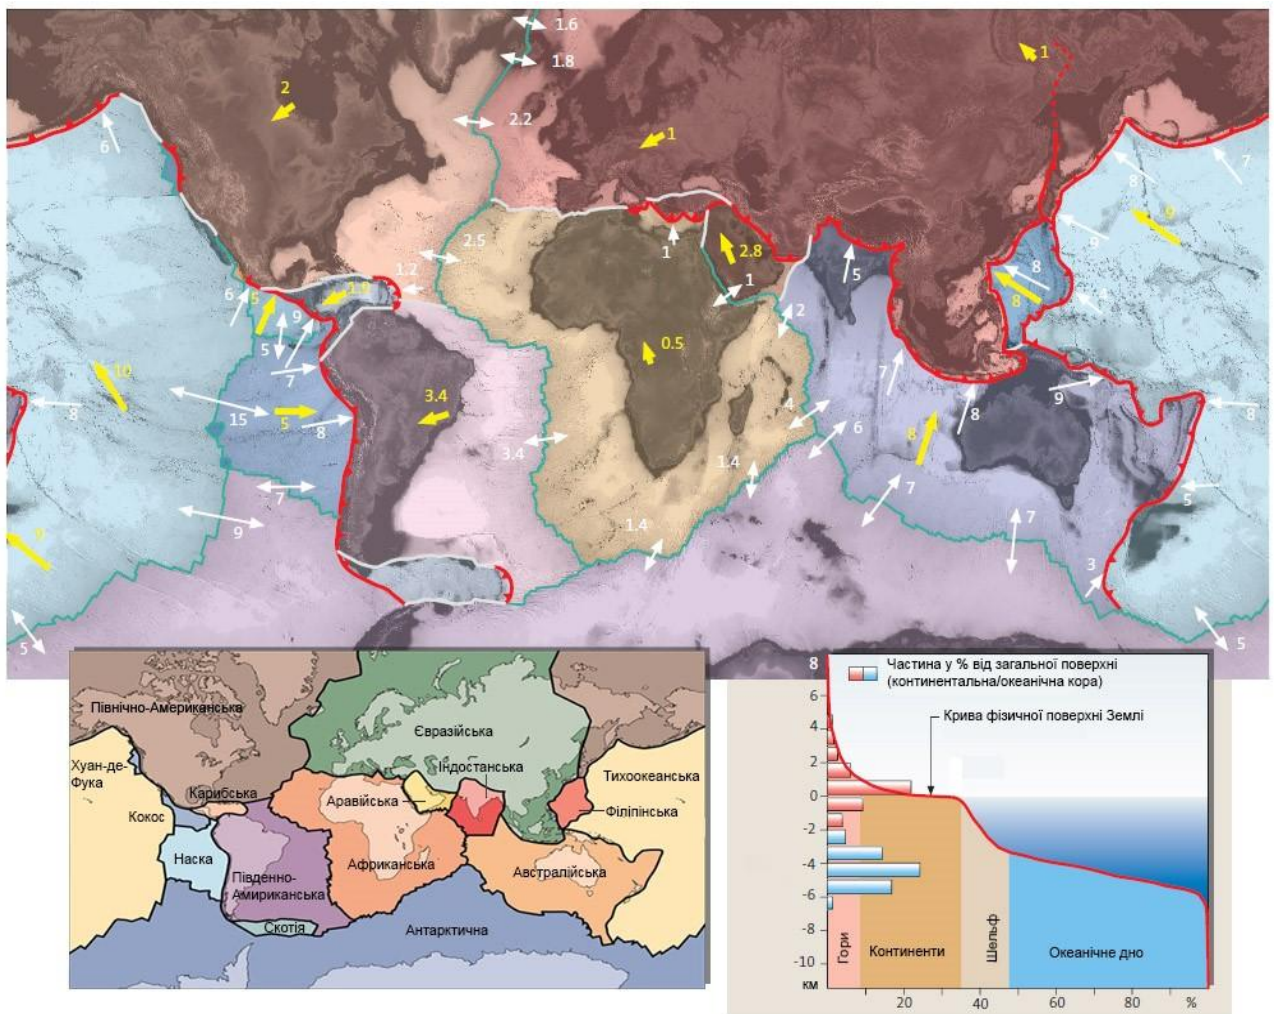 1.6
1.8
1
2
2.2
1
6
7
8
9
9
2.5
1
2.8
5
8
1.2
1
4
6
5
1.9
8
9
2
5
0.5
7
10
7
9
8
15
5
8
3.4
4
8
8
3.4
6
8
1.4
7
7
5
9
1.4
7
9
3
5
5
Північно-Американська
Євразійська
Хуан-де-
Фука
Індостанська
Тихоокеанська
Карибська
Аравійська
Кокос
Філіпінська
Наска
Африканська
Південно-
Амириканська
Австралійська
Скотія
Антарктична
8
Частина у % від загальної поверхні
(континентальна/океанічна кора)
6
Крива фізичної поверхні Землі
4
2
0
-2
-4
-6
-8
-10
км
Гори
Континенти
Шельф
Океанічне дно
20
40
60
80
%